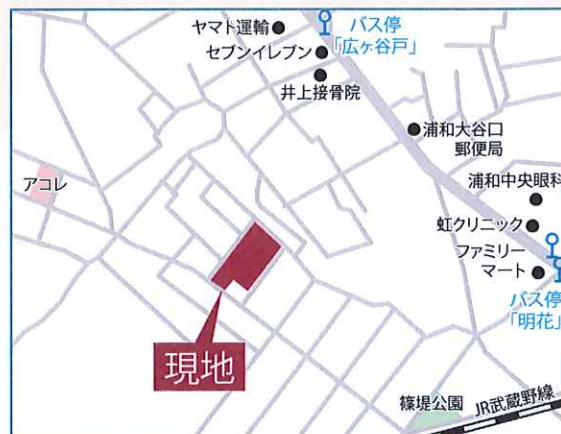 ヤマト運輸
バス停
「広ヶ谷戸」
セブンイレブン
井上接骨院
浦和大谷口
郵便局
アコレ
浦和中央眼科
虹クリニック
ファミリー
マート
バス停
「明花」
現地
篠堤公園
JR武蔵野線